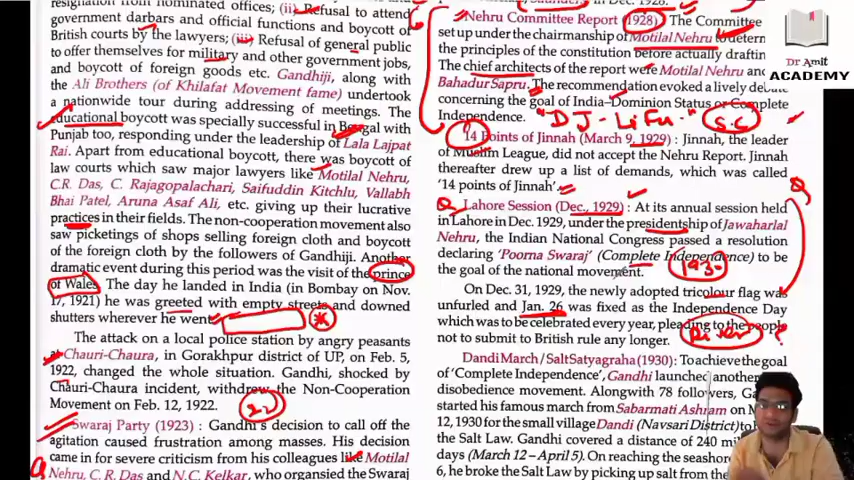 resignation from nominated offices; (ii) Refusal to attend
government darbars and official functions and boycott of
British courts by the lawyers; (iii) Refusal of general public
to offer themselves for military and other government jobs,
and boycott of foreign goods etc. Gandhiji, along with
the Ali Brothers (of Khilafat Movement fame) undertook
a nationwide tour during addressing of meetings. The
educational boycott was specially successful in Bengal with
Punjab too, responding under the leadership of Lala Lajpat
Rai. Apart from educational boycott, there was boycott of
law courts which saw major lawyers like Motilal Nehru,
C.R. Das, C. Rajagopalachari, Saifuddin Kitchlu, Vallabh
Bhai Patel, Aruna Asaf Ali, etc. giving up their lucrative
practices in their fields. The non-cooperation movement also
saw picketings of shops selling foreign cloth and boycott
of the foreign cloth by the followers of Gandhiji. Another
dramatic event during this period was the visit of the prince
of Wales. The day he landed in India (in Bombay on Nov.
17, 1921) he was greeted with empty streets and downed
shutters wherever he went.
The attack on a local police station by angry peasants
at Chauri-Chaura, in Gorakhpur district of UP, on Feb. 5,
1922, changed the whole situation. Gandhi, shocked by
Chauri-Chaura incident, withdrew the Non-Cooperation
Movement on Feb. 12, 1922.
22
Swaraj Party (1923) : Gandhi's decision to call off the
agitation caused frustration among masses. His decision
came in for severe criticism from his colleagues like Motilal
Nehru, C.R. Das and N.C. Kelkar, who organsied the Swaraj
Nehru Committee Report (1928) : The Committee
set up under the chairmanship of Motilal Nehru to determ
the principles of the constitution before actually drafting
The chief architects of the report were Motilal Nehru and
Bahadur Sapru. The recommendation evoked a lively debate
concerning the goal of India–Dominion Status or Complete
Independence.
"DJ-LiFu-" S.C
14 Points of Jinnah (March 9, 1929) : Jinnah, the leader
of Muslim League, did not accept the Nehru Report. Jinnah
thereafter drew up a list of demands, which was called
'14 points of Jinnah'.
Q Lahore Session (Dec., 1929) : At its annual session held
in Lahore in Dec. 1929, under the presidentship of Jawaharlal
Nehru, the Indian National Congress passed a resolution
declaring 'Poorna Swaraj' (Complete Independence) to be
the goal of the national movement.
1930
On Dec. 31, 1929, the newly adopted tricolour flag was
unfurled and Jan. 26 was fixed as the Independence Day
which was to be celebrated every year, pleading to the people
not to submit to British rule any longer.
Dandi March / Salt Satyagraha (1930) : To achieve the goal
of 'Complete Independence', Gandhi launched another
disobedience movement. Alongwith 78 followers, Ga
started his famous march from Sabarmati Ashram on M
12, 1930 for the small village Dandi (Navsari District) to
the Salt Law. Gandhi covered a distance of 240 mil
days (March 12 – April 5). On reaching the seashore
6, he broke the Salt Law by picking up salt from the
Dr Amit
ACADEMY